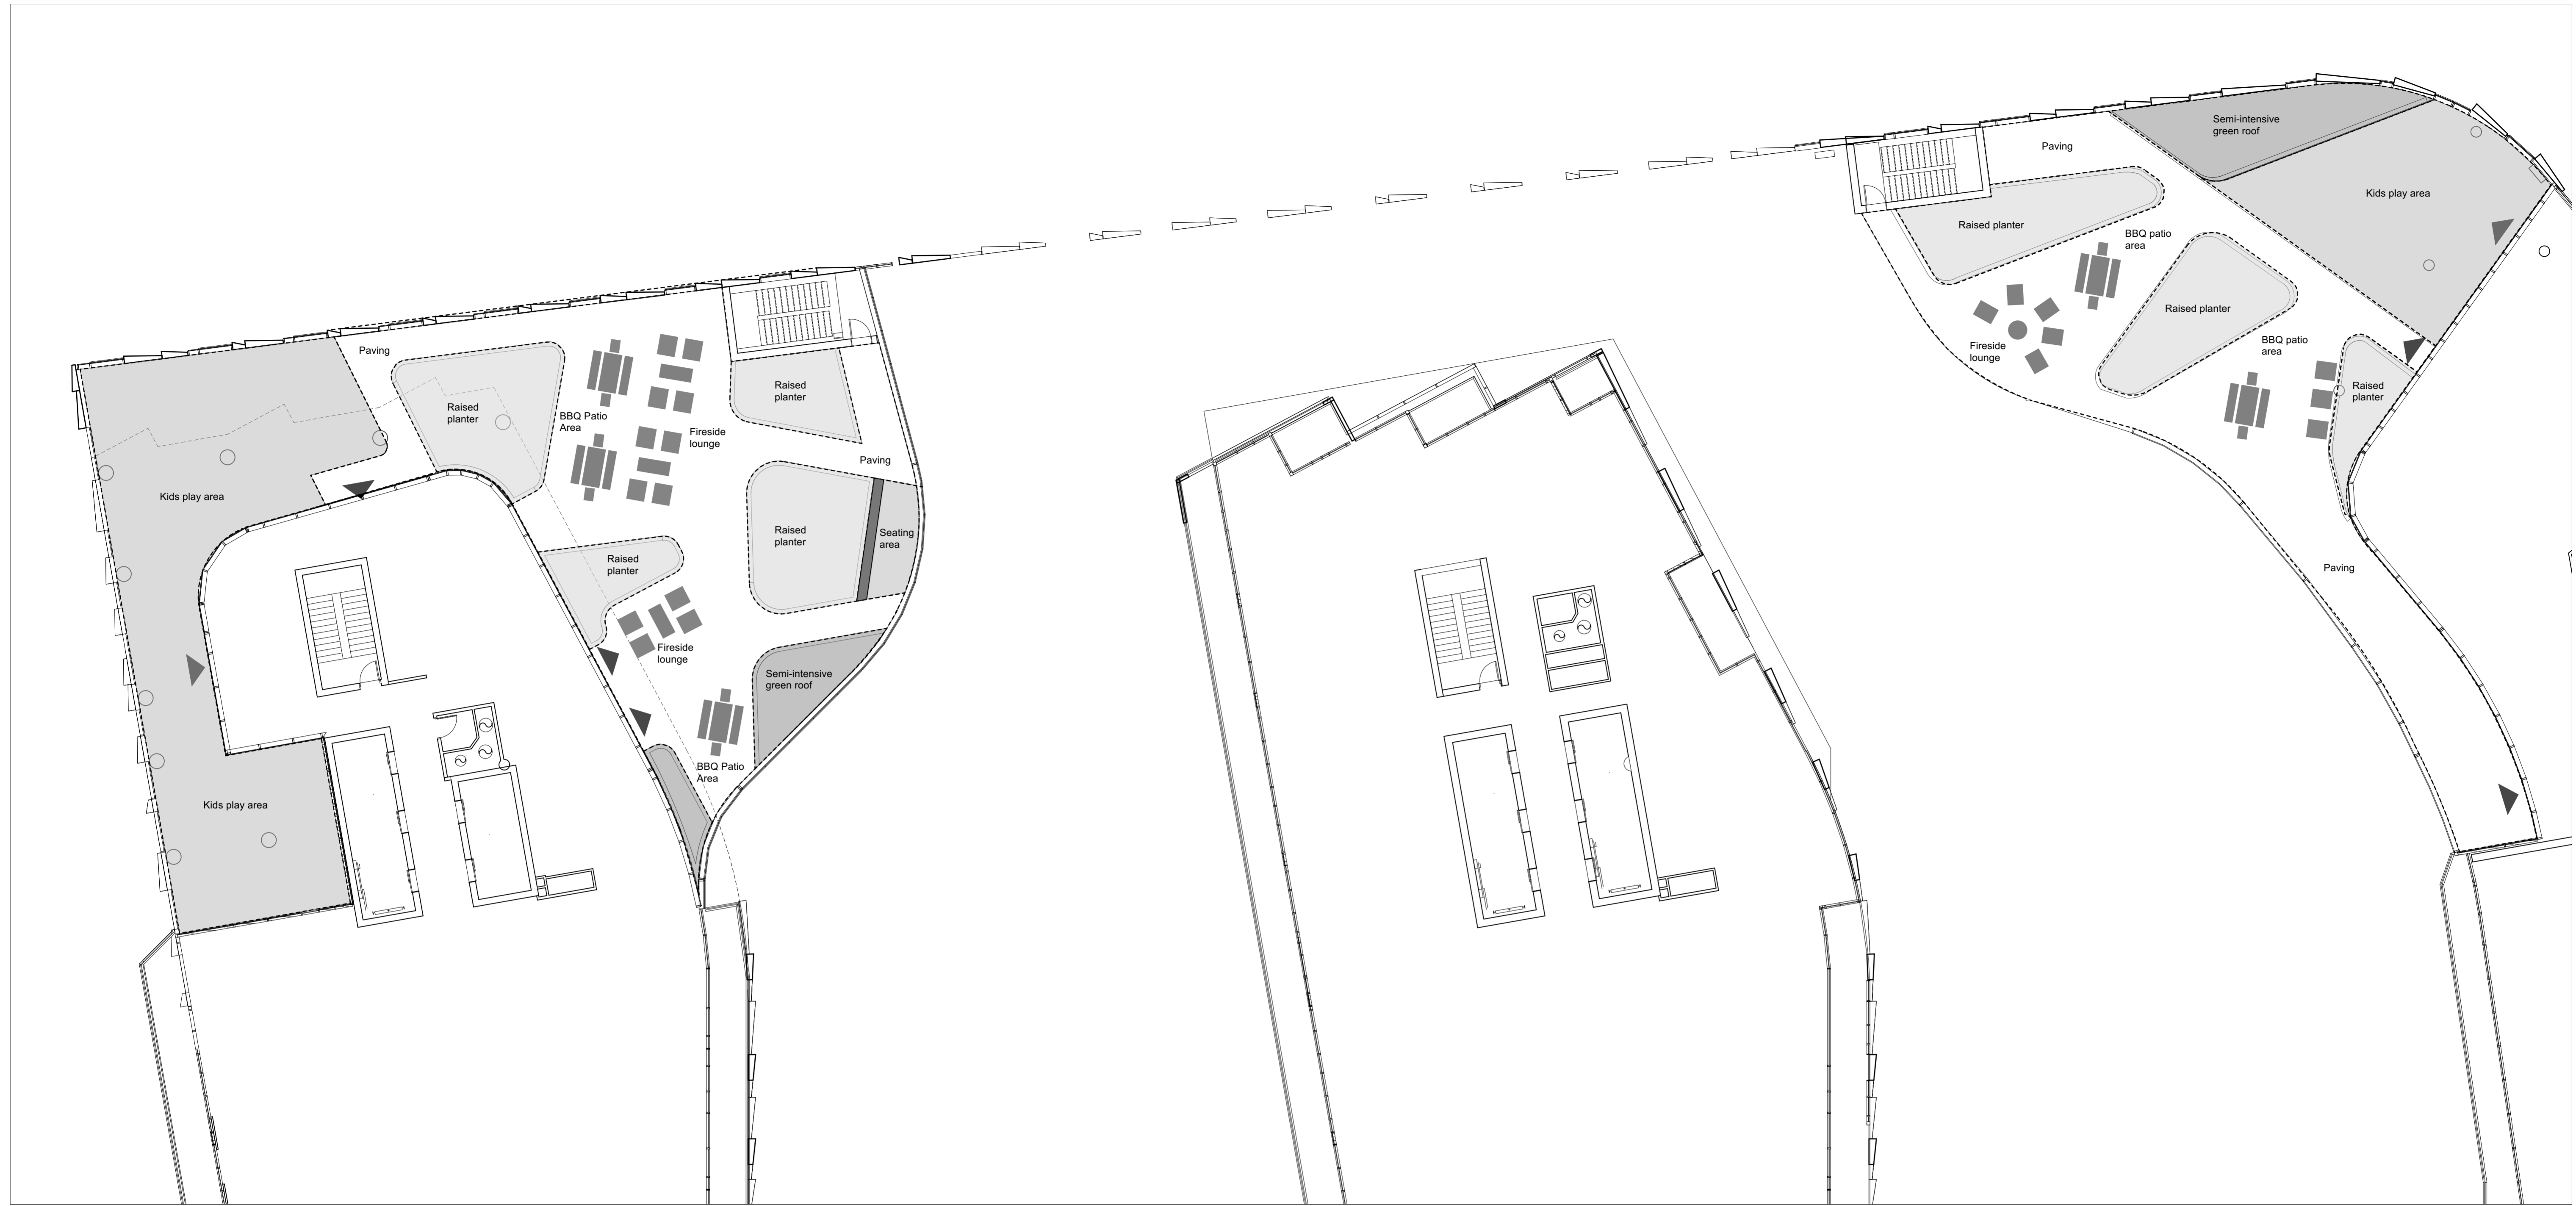 Paving
Raised
planter
BBQ Patio
Area
Fireside
lounge
Raised
planter
Paving
Kids play area
Raised
planter
Seating
area
Raised
planter
Fireside
lounge
Semi-intensive
green roof
BBQ Patio
Area
Kids play area
Semi-intensive
green roof
Paving
Kids play area
Raised planter
BBQ patio
area
Raised planter
Fireside
lounge
BBQ patio
area
Raised
planter
Paving